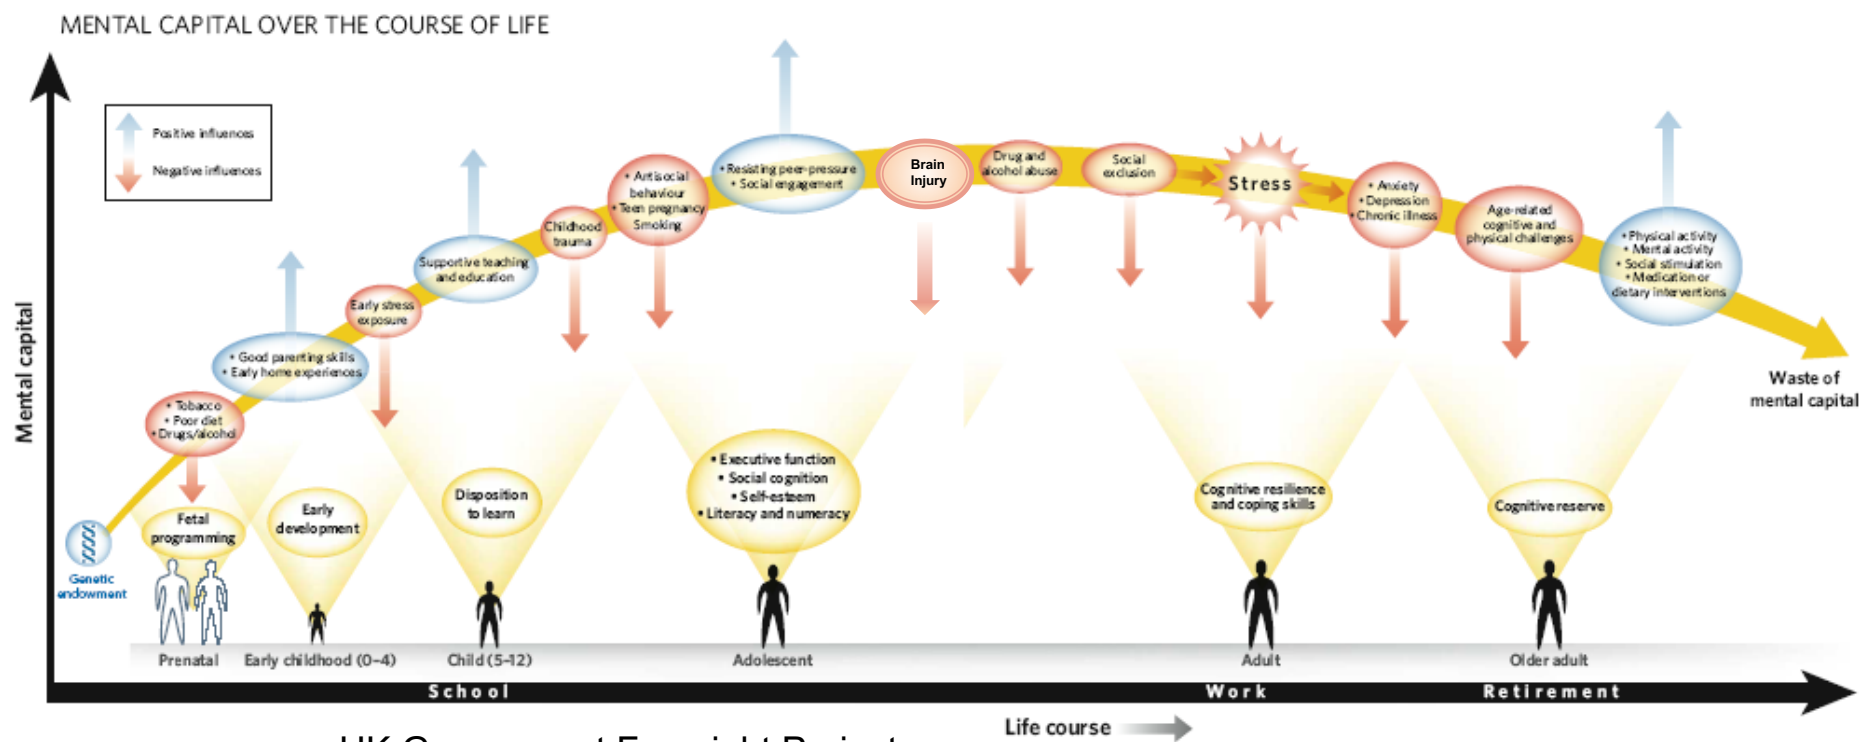 MENTAL CAPITAL OVER THE COURSE OF LIFE
Positive influences
Negative influences
Mental capital
Genetic
endowment
• Tobacco
• Poor diet
• Drugs/alcohol
• Good parenting skills
• Early home experiences
Early stress
exposure
Supportive teaching
and education
Childhood
trauma
• Antisocial
behaviour
• Teen pregnancy
Smoking
• Resisting peer-pressure
• Social engagement
Brain
Injury
Drug and
alcohol abuse
Social
exclusion
Stress
• Anxiety
• Depression
• Chronic illness
Age-related
cognitive and
physical challenges
• Physical activity
• Mental activity
• Social stimulation
• Medication or
dietary interventions
Waste of
mental capital
Fetal
programming
Early
development
Disposition
to learn
• Executive function
• Social cognition
• Self-esteem
• Literacy and numeracy
Cognitive resilience
and coping skills
Cognitive reserve
Prenatal
Early childhood (0–4)
Child (5–12)
Adolescent
Adult
Older adult
School
Work
Retirement
Life course